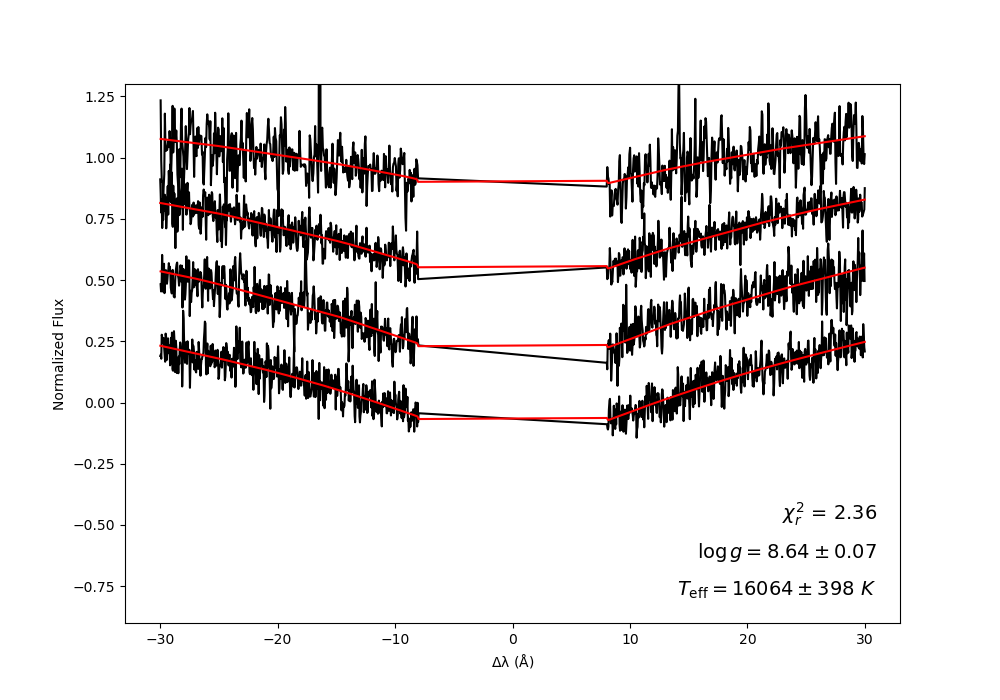 1.25
1.00
0.75
0.50
0.25
0.00
−0.25
−0.50
−0.75
Normalized Flux
χ²ᵣ = 2.36
log g = 8.64 ± 0.07
T_eff = 16064 ± 398 K
−30 −20 −10 0 10 20 30
Δλ (Å)